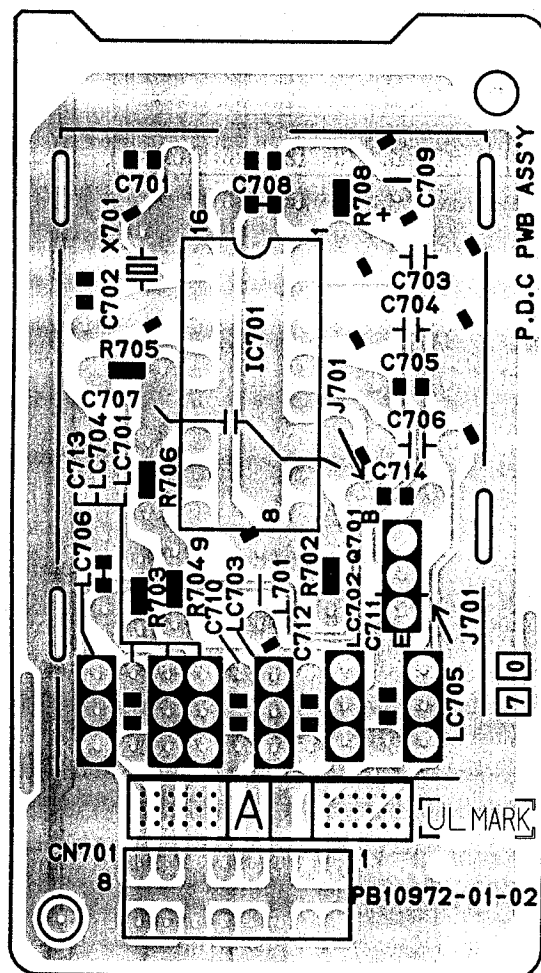 C701
C708
R708
C709
+
P.D.C PWB ASS'Y
X701
16
1
C702
IC701
C703
C704
R705
C705
J701
C707
C706
C713
LC704
LC701
R706
8
C714
LC706
B
Q701
R703
R704
9
C710
LC703
L701
C712
R702
LC702
C711
E
J701
LC705
7
0
A
UL MARK
CN701
8
1
PB10972-01-02